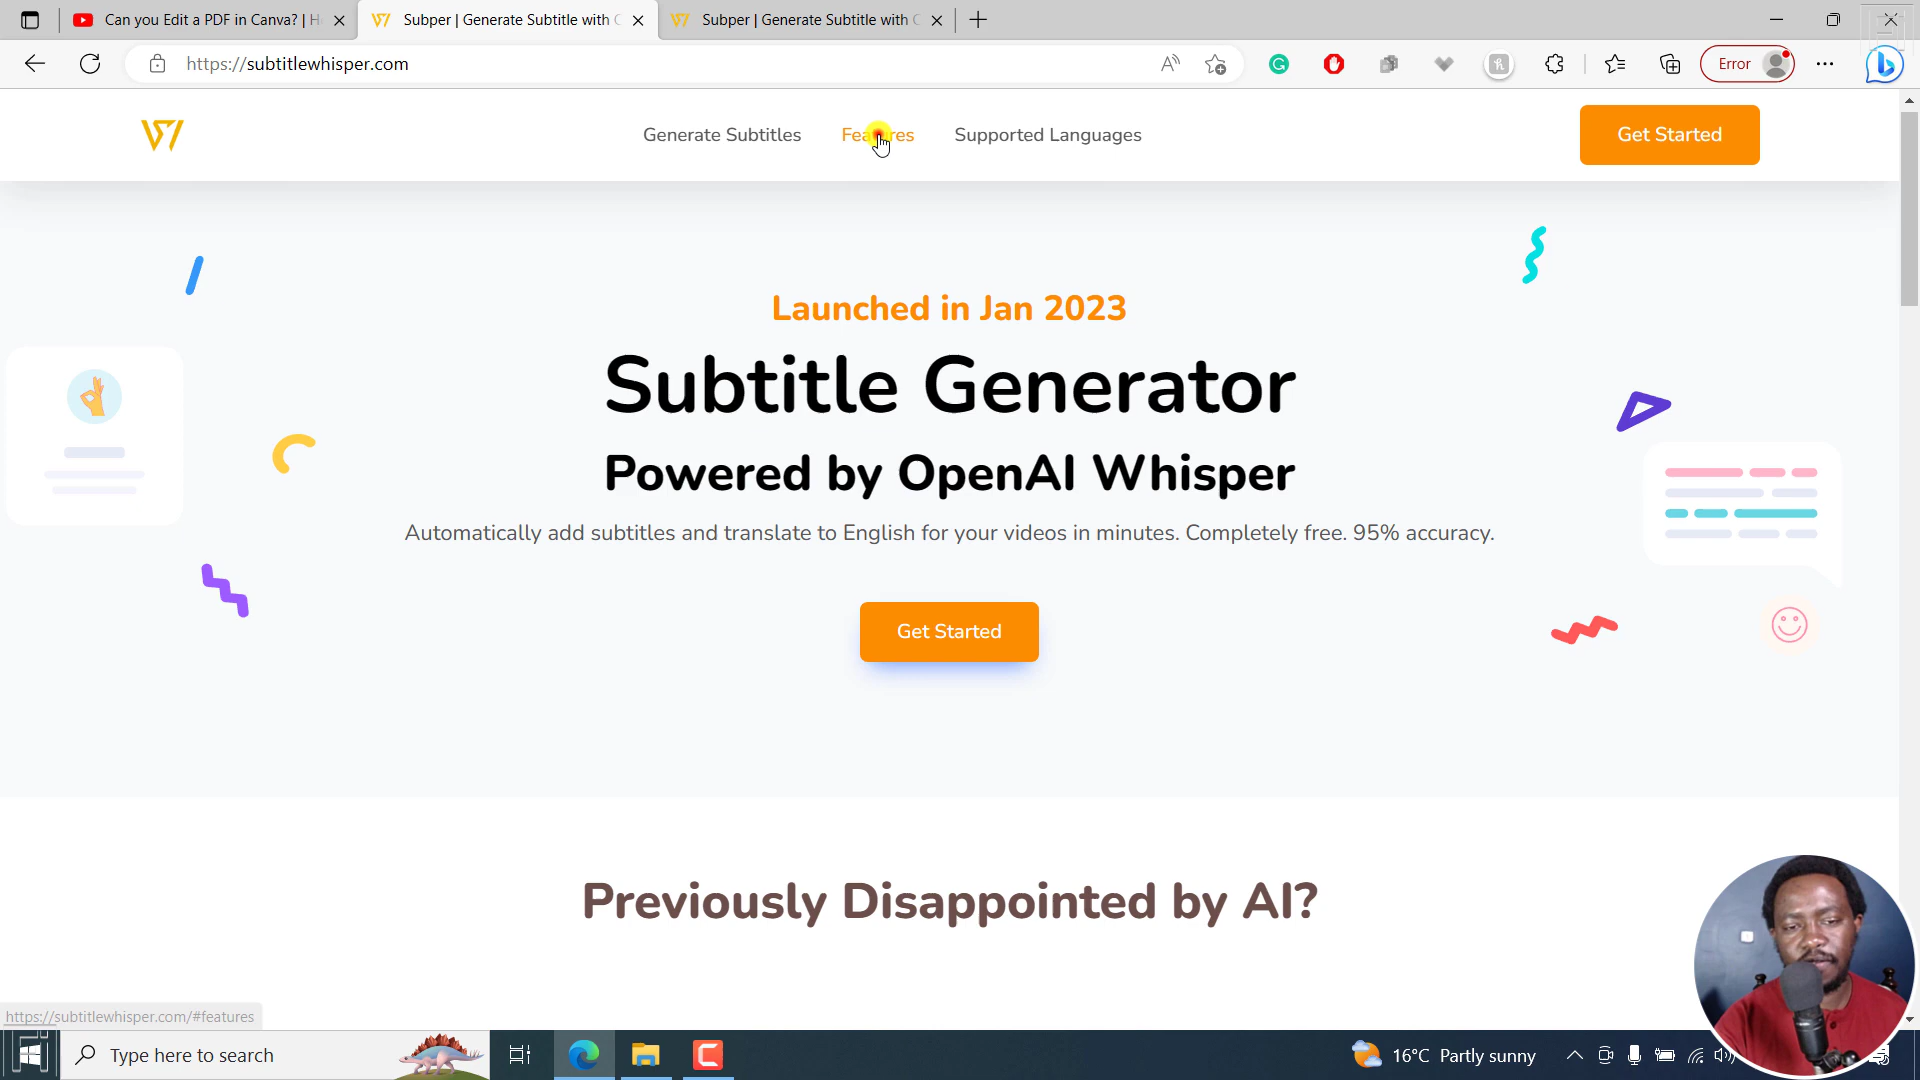 Can you Edit a PDF in Canva? | H
Subper | Generate Subtitle with
Subper | Generate Subtitle with
https://subtitlewhisper.com
Error
Generate Subtitles
Features
Supported Languages
Get Started
Launched in Jan 2023
Subtitle Generator
Powered by OpenAI Whisper
Automatically add subtitles and translate to English for your videos in minutes. Completely free. 95% accuracy.
Get Started
Previously Disappointed by AI?
https://subtitlewhisper.com/#features
Type here to search
16°C Partly sunny